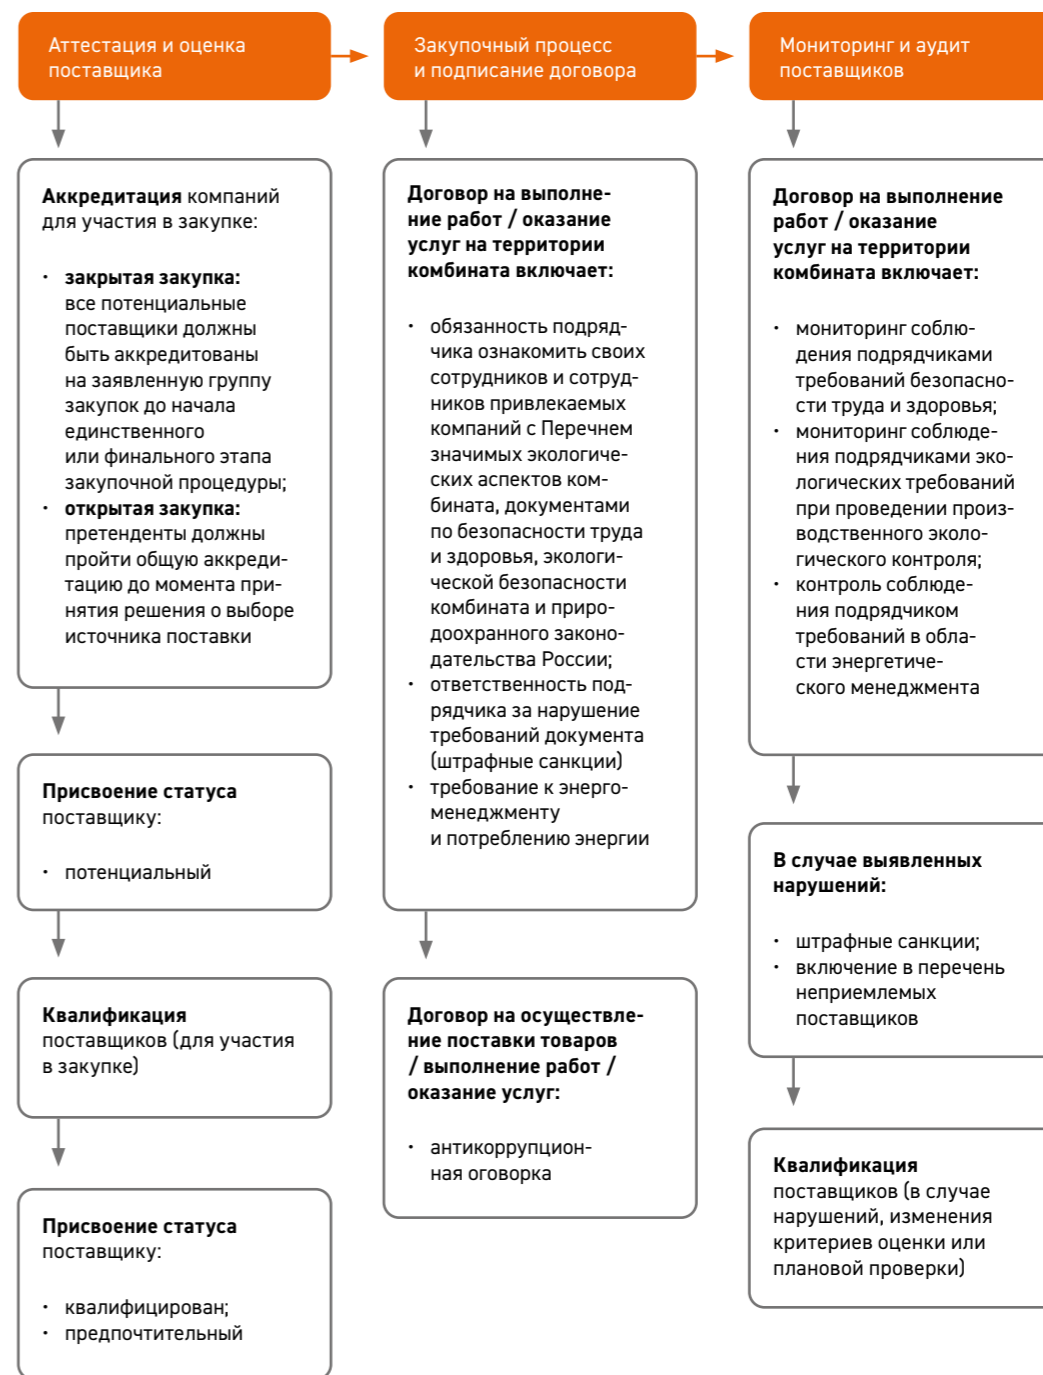 Аттестация и оценка
поставщика
Закупочный процесс
и подписание договора
Мониторинг и аудит
поставщиков
Аккредитация компаний
для участия в закупке:
· закрытая закупка:
все потенциальные
поставщики должны
быть аккредитованы
на заявленную группу
закупок до начала
единственного
или финального этапа
закупочной процедуры;
· открытая закупка:
претенденты должны
пройти общую аккреди-
тацию до момента при-
нятия решения о выборе
источника поставки
Присвоение статуса
поставщику:
· потенциальный
Квалификация
поставщиков (для участия
в закупке)
Присвоение статуса
поставщику:
· квалифицирован;
· предпочтительный
Договор на выполне-
ние работ / оказание
услуг на территории
комбината включает:
· обязанность подряд-
чика ознакомить своих
сотрудников и сотруд-
ников привлекаемых
компаний с Перечнем
значимых экологиче-
ских аспектов ком-
бината, документами
по безопасности труда
и здоровья, экологи-
ческой безопасности
комбината и приро-
доохранного законо-
дательства России;
· ответственность под-
рядчика за нарушение
требований документа
(штрафные санкции)
· требование к энерго-
менеджменту
и потреблению энергии
Договор на осуществле-
ние поставки товаров
/ выполнение работ /
оказание услуг:
· антикоррупцион-
ная оговорка
Договор на выполнение
работ / оказание
услуг на территории
комбината включает:
· мониторинг соблю-
дения подрядчиками
требований безопасно-
сти труда и здоровья;
· мониторинг соблюде-
ния подрядчиками эко-
логических требований
при проведении произ-
водственного эколо-
гического контроля;
· контроль соблюде-
ния подрядчиком
требований в обла-
сти энергетиче-
ского менеджмента
В случае выявленных
нарушений:
· штрафные санкции;
· включение в перечень
неприемлемых
поставщиков
Квалификация
поставщиков (в случае
нарушений, изменения
критериев оценки или
плановой проверки)